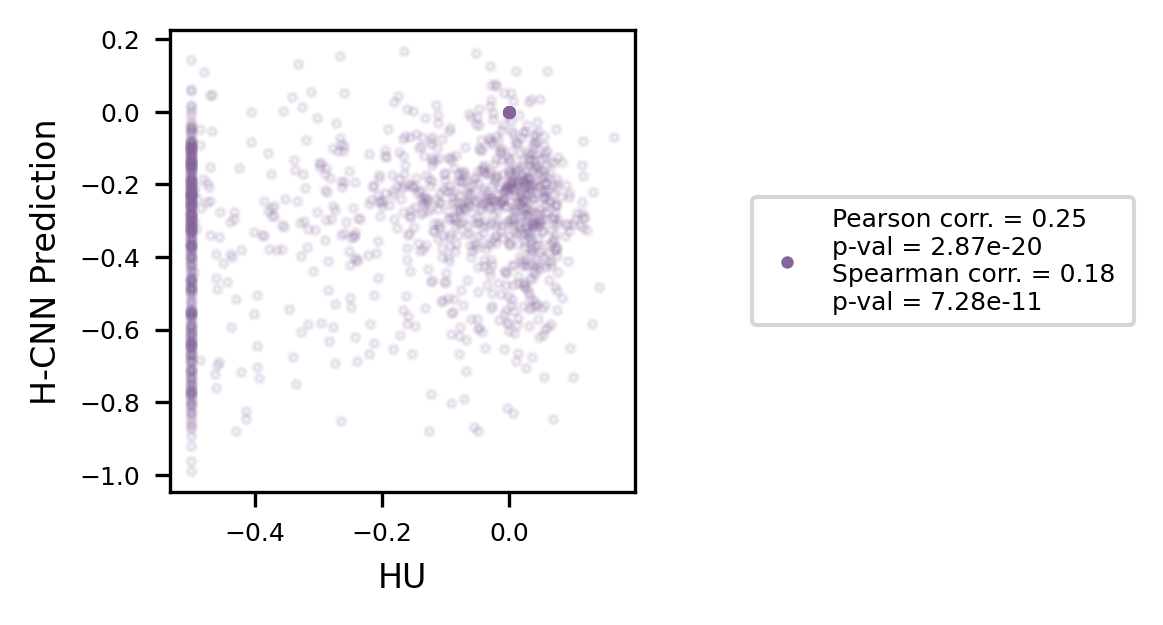 0.2
0.0
−0.2
−0.4
−0.6
−0.8
−1.0
H-CNN Prediction
−0.4
−0.2
0.0
HU
Pearson corr. = 0.25
p-val = 2.87e-20
Spearman corr. = 0.18
p-val = 7.28e-11